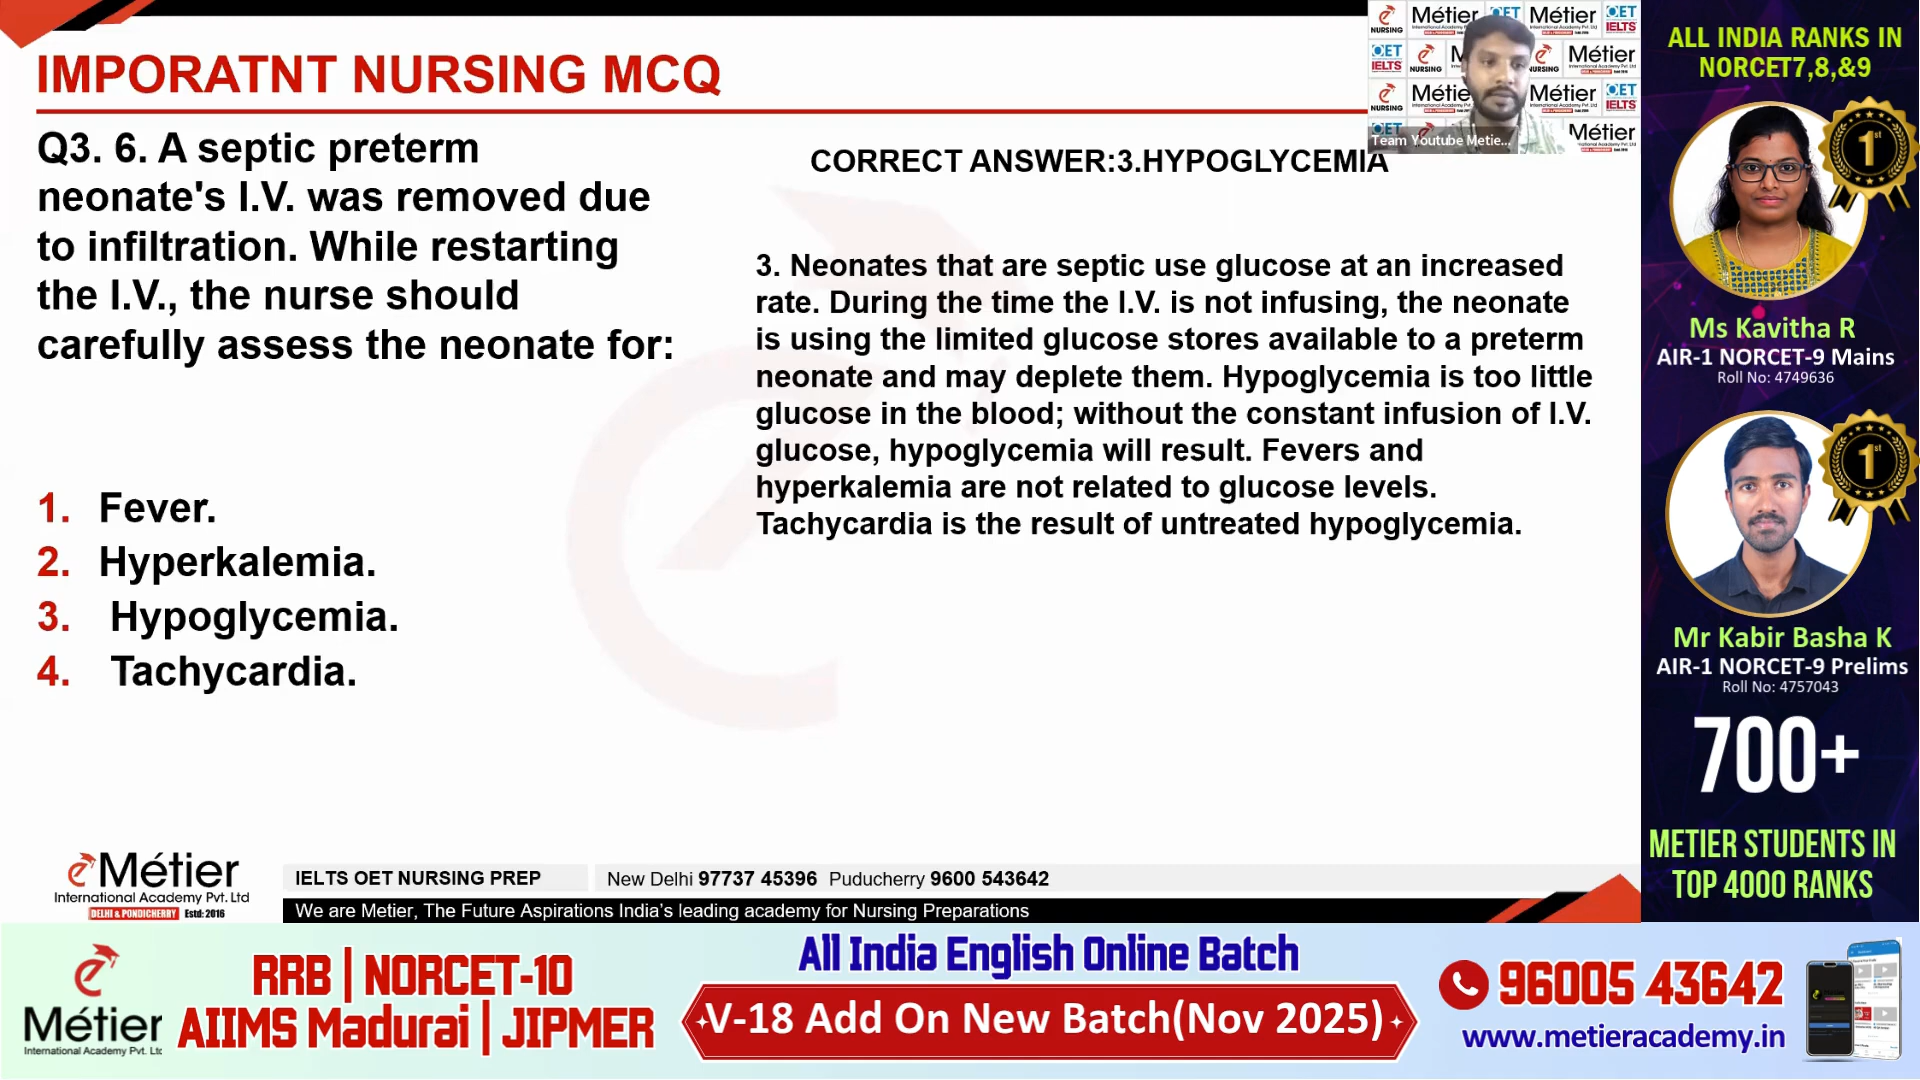 IMPORATNT NURSING MCQ
Q3. 6. A septic preterm
neonate's I.V. was removed due
to infiltration. While restarting
the I.V., the nurse should
carefully assess the neonate for:
1. Fever.
2. Hyperkalemia.
3. Hypoglycemia.
4. Tachycardia.
CORRECT ANSWER:3.HYPOGLYCEMIA
3. Neonates that are septic use glucose at an increased
rate. During the time the I.V. is not infusing, the neonate
is using the limited glucose stores available to a preterm
neonate and may deplete them. Hypoglycemia is too little
glucose in the blood; without the constant infusion of I.V.
glucose, hypoglycemia will result. Fevers and
hyperkalemia are not related to glucose levels.
Tachycardia is the result of untreated hypoglycemia.
Team Youtube Metie...
ALL INDIA RANKS IN
NORCET7,8,&9
1st
Ms Kavitha R
AIR-1 NORCET-9 Mains
Roll No: 4749636
1st
Mr Kabir Basha K
AIR-1 NORCET-9 Prelims
Roll No: 4757043
700+
METIER STUDENTS IN
TOP 4000 RANKS
Métier
International Academy Pvt. Ltd
DELHI & PONDICHERRY Estd: 2016
IELTS OET NURSING PREP
New Delhi 97737 45396 Puducherry 9600 543642
We are Metier, The Future Aspirations India's leading academy for Nursing Preparations
Métier
International Academy Pvt. Lt
RRB | NORCET-10
AIIMS Madurai | JIPMER
All India English Online Batch
V-18 Add On New Batch(Nov 2025)
96005 43642
www.metieracademy.in